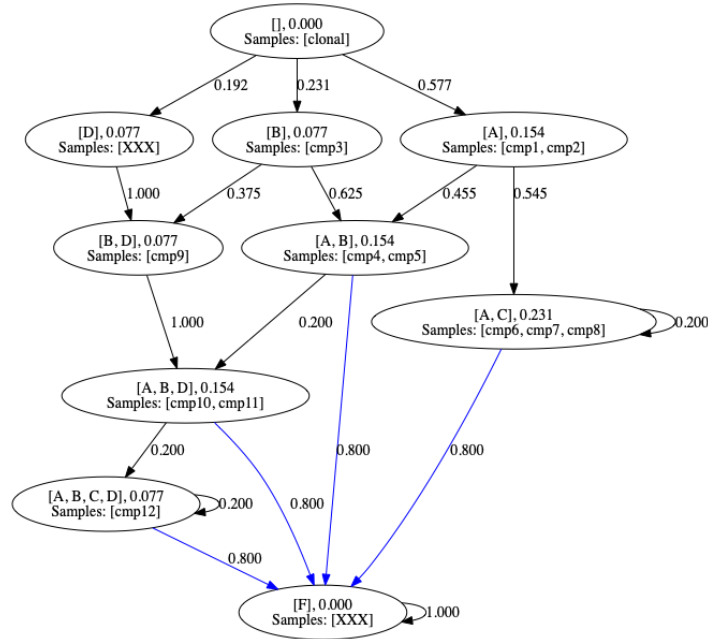 [], 0.000
Samples: [clonal]
0.192
0.231
0.577
[D], 0.077
Samples: [XXX]
[B], 0.077
Samples: [cmp3]
[A], 0.154
Samples: [cmp1, cmp2]
1.000
0.375
0.625
0.455
0.545
[B, D], 0.077
Samples: [cmp9]
[A, B], 0.154
Samples: [cmp4, cmp5]
[A, C], 0.231
Samples: [cmp6, cmp7, cmp8]
0.200
1.000
0.200
[A, B, D], 0.154
Samples: [cmp10, cmp11]
0.200
0.800
0.800
0.800
[A, B, C, D], 0.077
Samples: [cmp12]
0.200
0.800
[F], 0.000
Samples: [XXX]
1.000